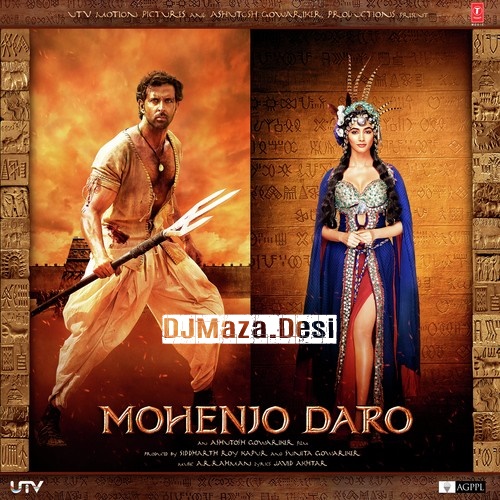 UTV MOTION PICTURES AND ASHUTOSH GOWARIKER PRODUCTIONS PRESENT
T
DJMaza.Desi
MOHENJO DARO
AN ASHUTOSH GOWARIKER FILM
PRODUCED BY SIDDHARTH ROY KAPUR AND SUNITA GOWARIKER
MUSIC A.R.RAHMAN LYRICS JAVED AKHTAR
UTV
AGPPL